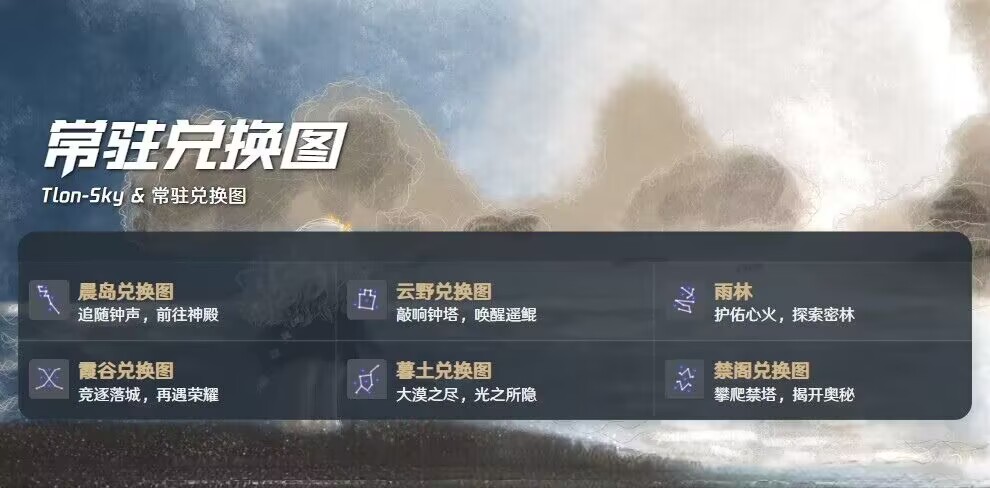 常驻兑换图
Tlon-Sky & 常驻兑换图
晨岛兑换图
追随钟声，前往神殿
云野兑换图
敲响钟塔，唤醒遥鲲
雨林
护佑心火，探索密林
霞谷兑换图
竞逐落城，再遇荣耀
暮土兑换图
大漠之尽，光之所隐
禁阁兑换图
攀爬禁塔，揭开奥秘